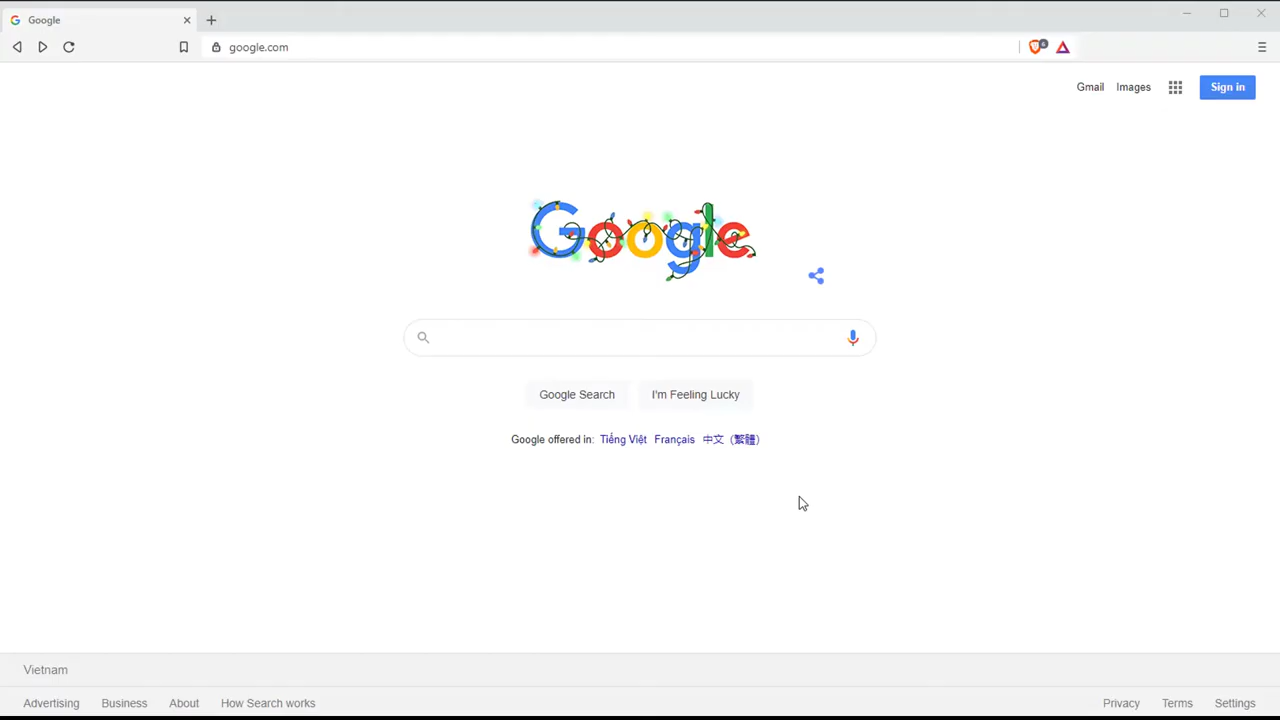 Google
google.com
Gmail Images Sign in
Google
Google Search I'm Feeling Lucky
Google offered in: Tiếng Việt Français 中文（繁體）
Vietnam
Advertising Business About How Search works Privacy Terms Settings